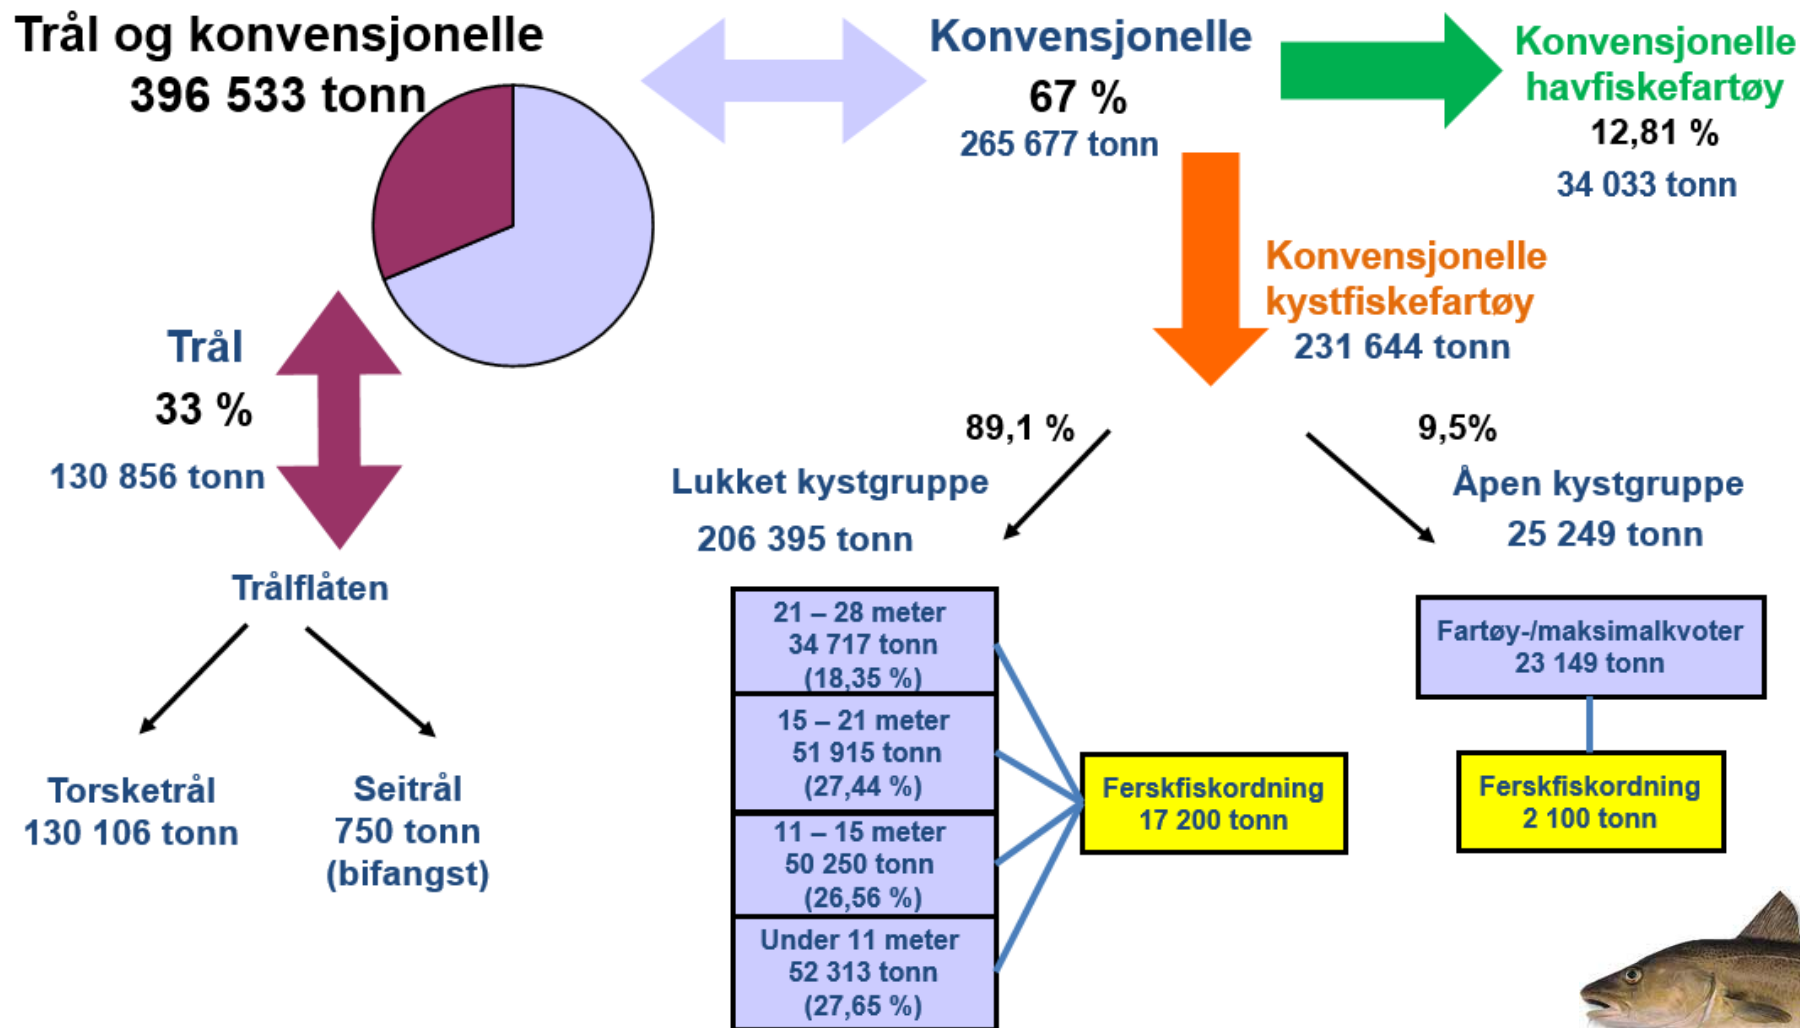 Trål og konvensjonelle
396 533 tonn
Konvensjonelle
67 %
265 677 tonn
Konvensjonelle
havfiskefartøy
12,81 %
34 033 tonn
Konvensjonelle
kystfiskefartøy
231 644 tonn
Trål
33 %
130 856 tonn
Trålflåten
Torsketrål
130 106 tonn
Seitrål
750 tonn
(bifangst)
89,1 %
Lukket kystgruppe
206 395 tonn
21 – 28 meter
34 717 tonn
(18,35 %)
15 – 21 meter
51 915 tonn
(27,44 %)
11 – 15 meter
50 250 tonn
(26,56 %)
Under 11 meter
52 313 tonn
(27,65 %)
Ferskfiskordning
17 200 tonn
9,5%
Åpen kystgruppe
25 249 tonn
Fartøy-/maksimalkvoter
23 149 tonn
Ferskfiskordning
2 100 tonn